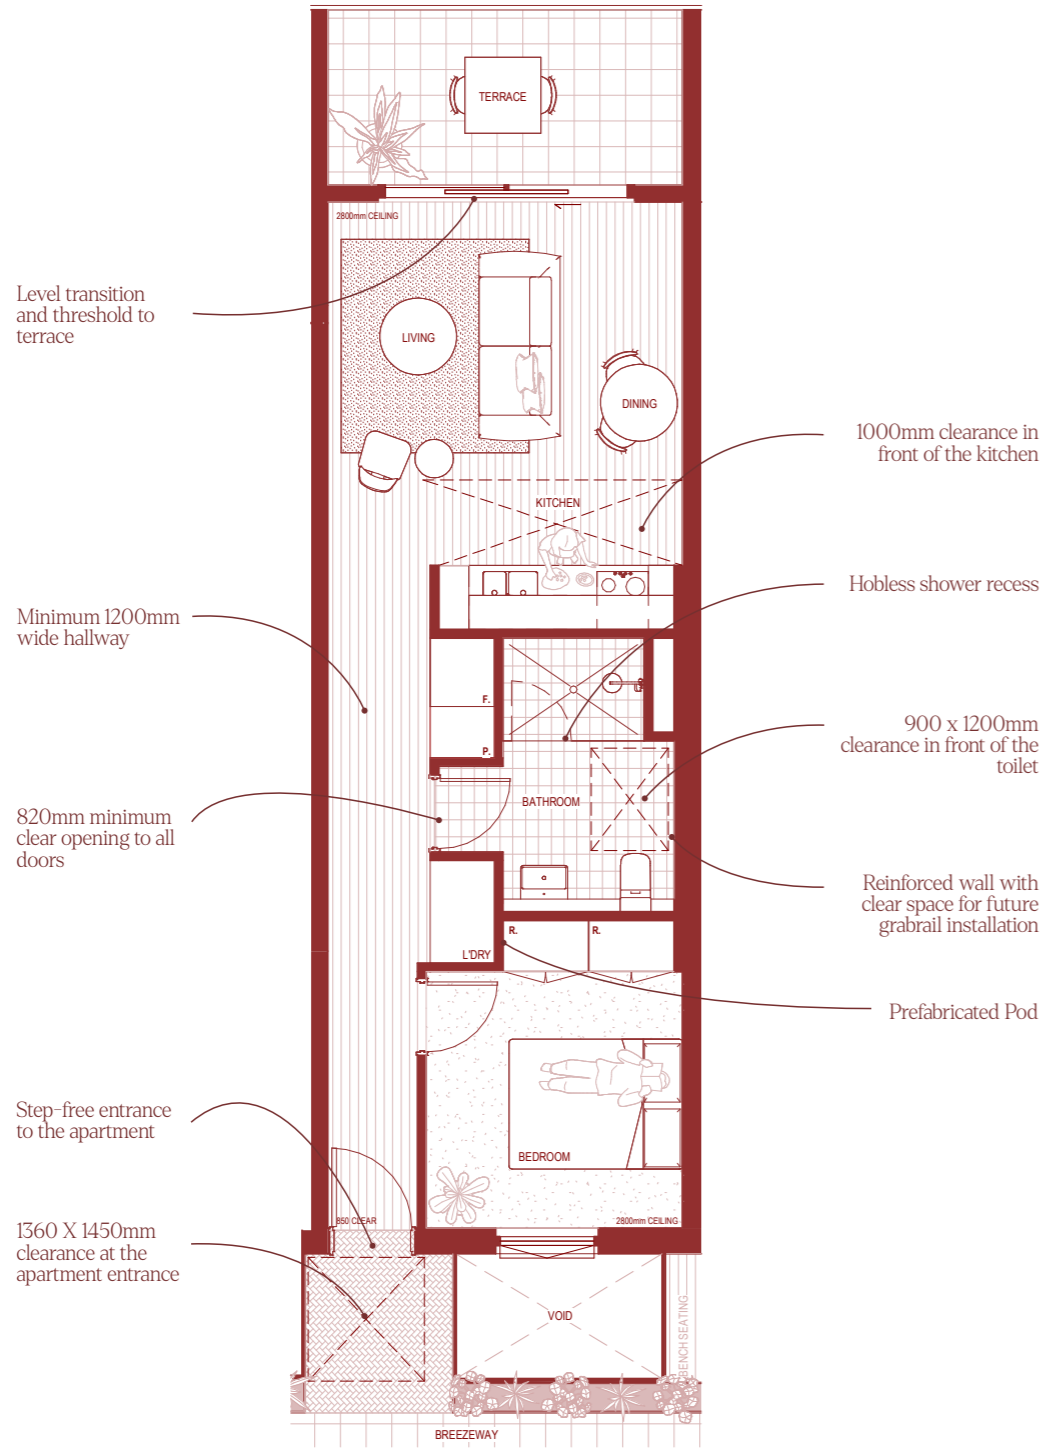 TERRACE
2800mm CEILING
Level transition
and threshold to
terrace
LIVING
DINING
1000mm clearance in
front of the kitchen
KITCHEN
Hobless shower recess
Minimum 1200mm
wide hallway
F.
P.
900 x 1200mm
clearance in front of the
toilet
820mm minimum
clear opening to all
doors
BATHROOM
Reinforced wall with
clear space for future
grabrail installation
R.
R.
L'DRY
Prefabricated Pod
Step-free entrance
to the apartment
BEDROOM
850 CLEAR
2800mm CEILING
1360 X 1450mm
clearance at the
apartment entrance
VOID
BENCH SEATING
BREEZEWAY